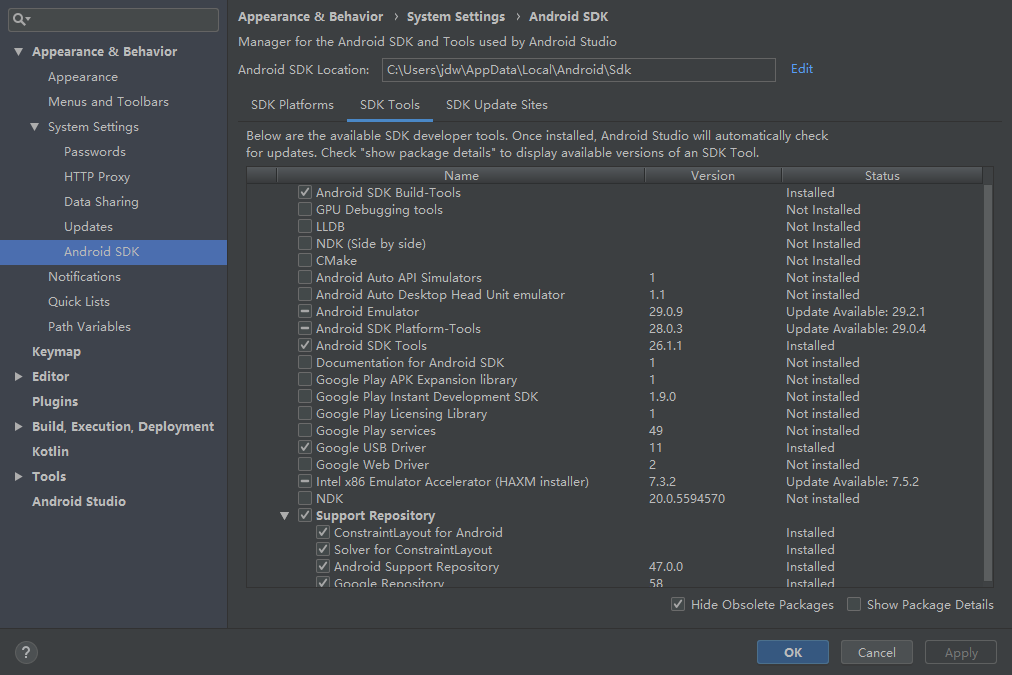 Appearance & Behavior
Appearance
Menus and Toolbars
System Settings
Passwords
HTTP Proxy
Data Sharing
Updates
Android SDK
Notifications
Quick Lists
Path Variables
Keymap
Editor
Plugins
Build, Execution, Deployment
Kotlin
Tools
Android Studio
Appearance & Behavior › System Settings › Android SDK
Manager for the Android SDK and Tools used by Android Studio
Android SDK Location: C:\Users\jdw\AppData\Local\Android\Sdk Edit
SDK Platforms SDK Tools SDK Update Sites
Below are the available SDK developer tools. Once installed, Android Studio will automatically check
for updates. Check "show package details" to display available versions of an SDK Tool.
Name Version Status
Android SDK Build-Tools Installed
GPU Debugging tools Not Installed
LLDB Not Installed
NDK (Side by side) Not Installed
CMake Not Installed
Android Auto API Simulators 1 Not installed
Android Auto Desktop Head Unit emulator 1.1 Not installed
Android Emulator 29.0.9 Update Available: 29.2.1
Android SDK Platform-Tools 28.0.3 Update Available: 29.0.4
Android SDK Tools 26.1.1 Installed
Documentation for Android SDK 1 Not installed
Google Play APK Expansion library 1 Not installed
Google Play Instant Development SDK 1.9.0 Not installed
Google Play Licensing Library 1 Not installed
Google Play services 49 Not installed
Google USB Driver 11 Installed
Google Web Driver 2 Not installed
Intel x86 Emulator Accelerator (HAXM installer) 7.3.2 Update Available: 7.5.2
NDK 20.0.5594570 Not installed
Support Repository
ConstraintLayout for Android Installed
Solver for ConstraintLayout Installed
Android Support Repository 47.0.0 Installed
Google Repository 58 Installed
Hide Obsolete Packages Show Package Details
? OK Cancel Apply